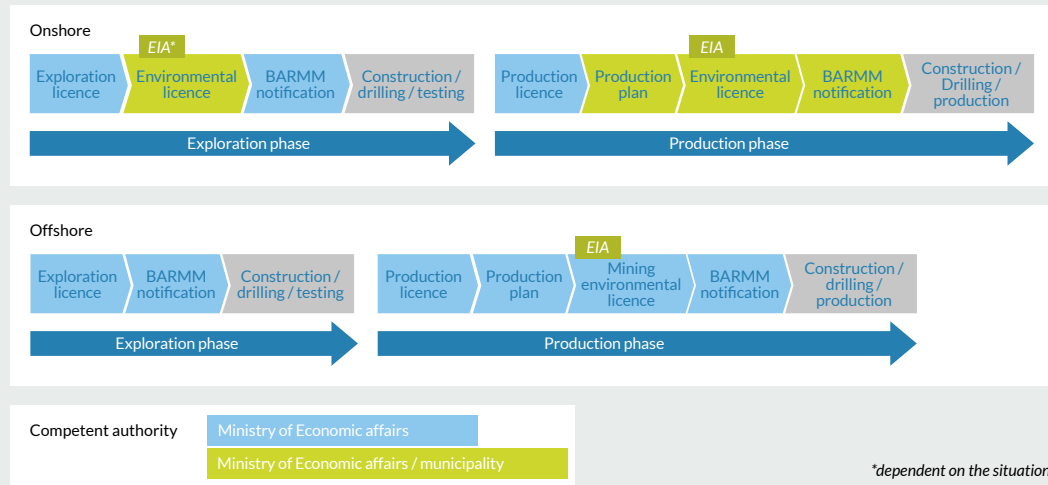 Onshore
EIA*
Exploration
licence
Environmental
licence
BARMM
notification
Construction /
drilling / testing
Exploration phase
EIA
Production
licence
Production
plan
Environmental
licence
BARMM
notification
Construction /
Drilling /
production
Production phase
Offshore
Exploration
licence
BARMM
notification
Construction /
drilling / testing
Exploration phase
EIA
Production
licence
Production
plan
Mining
environmental
licence
BARMM
notification
Construction /
drilling /
production
Production phase
Competent authority
Ministry of Economic affairs
Ministry of Economic affairs / municipality
*dependent on the situation